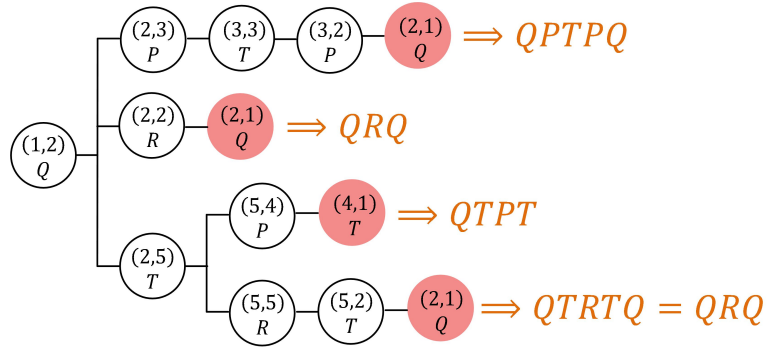 (2,3) P (3,3) T (3,2) P (2,1) Q ⟹ QPTPQ
(1,2) Q
(2,2) R (2,1) Q ⟹ QRQ
(2,5) T
(5,4) P (4,1) T ⟹ QTPT
(5,5) R (5,2) T (2,1) Q ⟹ QTRTQ = QRQ